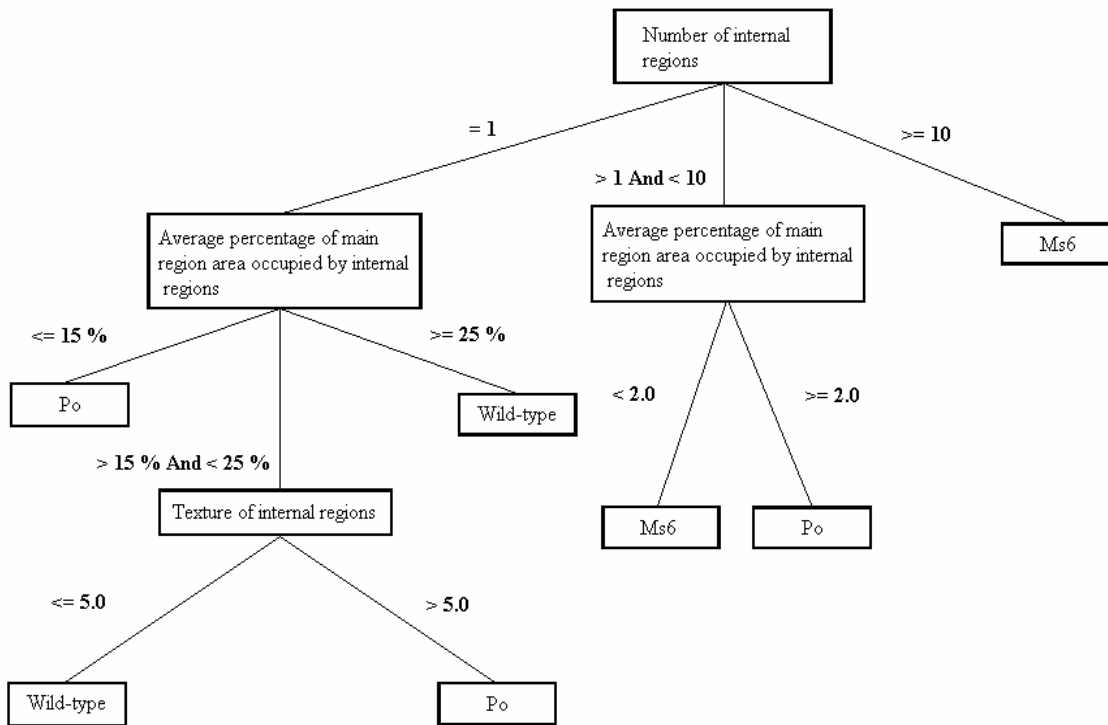 Number of internal
regions
= 1
>= 10
> 1 And < 10
Average percentage of main
region area occupied by internal
regions
Average percentage of main
region area occupied by internal
regions
Ms6
<= 15 %
>= 25 %
Po
Wild-type
< 2.0
>= 2.0
> 15 % And < 25 %
Texture of internal regions
Ms6
Po
<= 5.0
> 5.0
Wild-type
Po